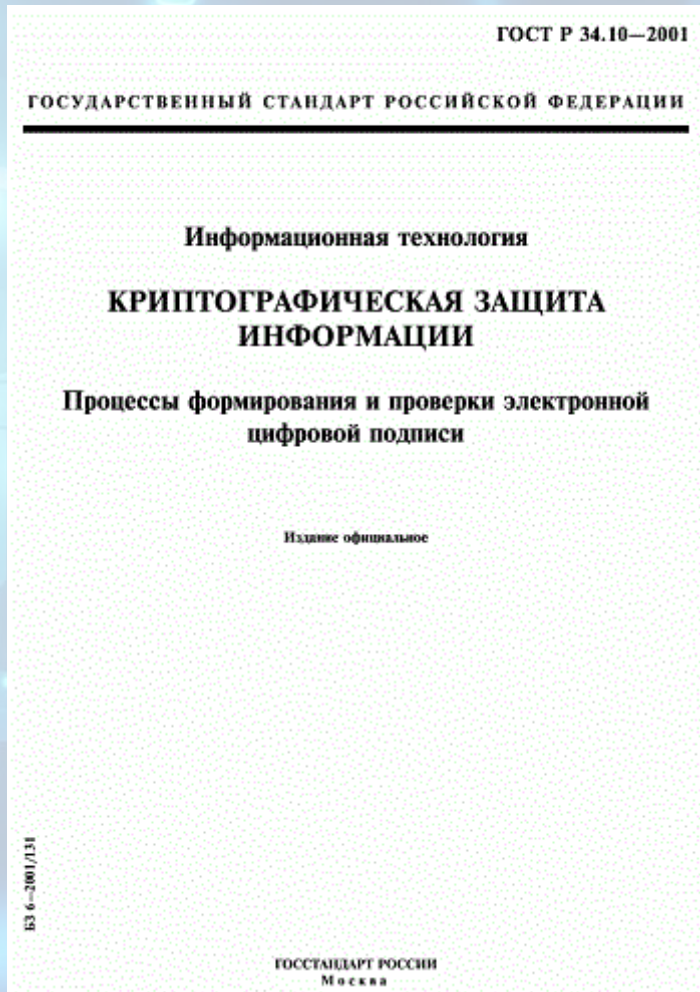 ГОСТ Р 34.10—2001
ГОСУДАРСТВЕННЫЙ СТАНДАРТ РОССИЙСКОЙ ФЕДЕРАЦИИ
Информационная технология
КРИПТОГРАФИЧЕСКАЯ ЗАЩИТА
ИНФОРМАЦИИ
Процессы формирования и проверки электронной
цифровой подписи
Издание официальное
БЗ 6—2001/131
ГОССТАНДАРТ РОССИИ
Москва